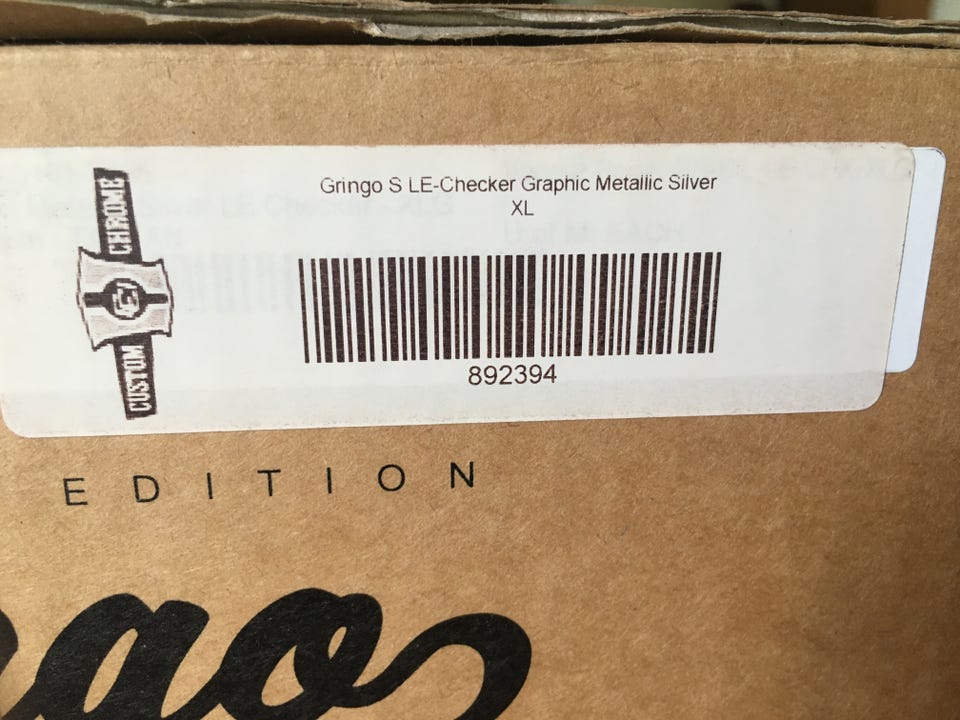 Gringo S LE-Checker Graphic Metallic Silver
XL
CUSTOM CHROME
892394
EDITION